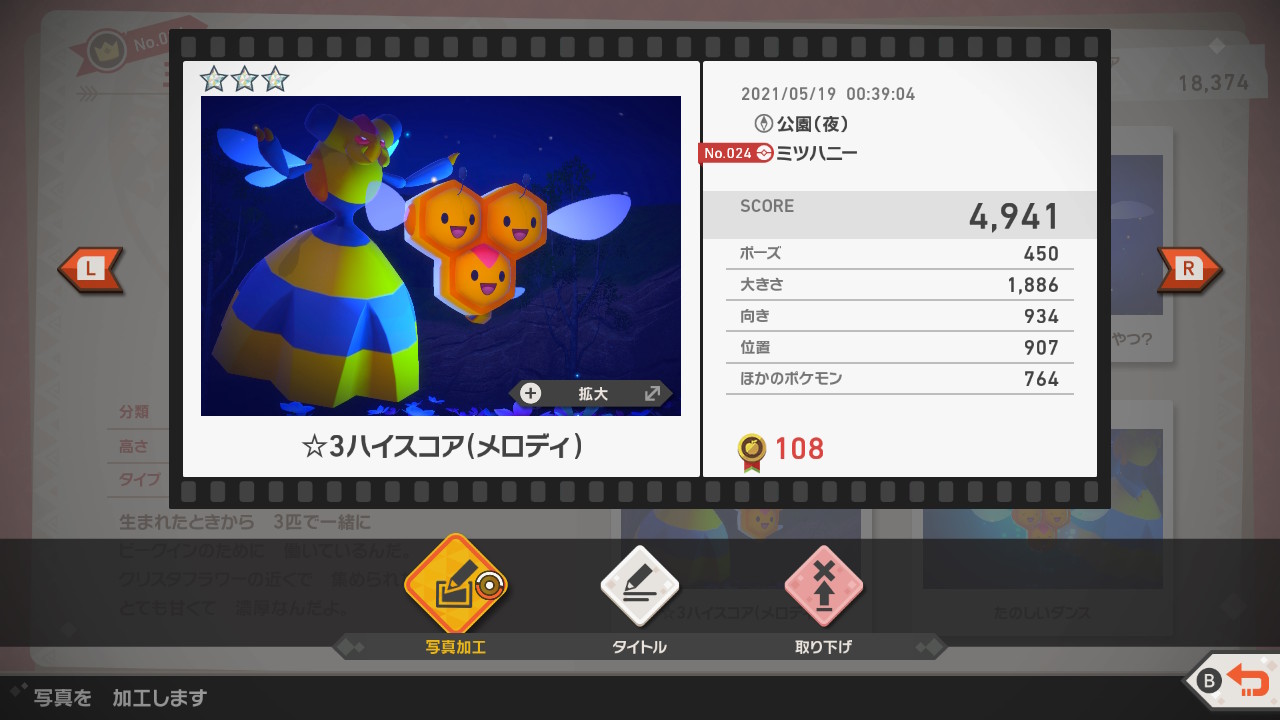 No.0
18,374
2021/05/19 00:39:04
公園(夜)
No.024 ミツハニー
SCORE 4,941
ポーズ 450
大きさ 1,886
向き 934
位置 907
ほかのポケモン 764
108
+ 拡大
☆3ハイスコア(メロディ)
L
R
やつ?
分類
高さ
タイプ
生まれたときから 3匹で一緒に
ビークインのために 働いているんだ。
クリスタフラワーの近くで 集められ
とても甘くて 濃厚なんだよ。
☆3ハイスコア(メロデ
たのしいダンス
写真加工
タイトル
取り下げ
写真を 加工します
B